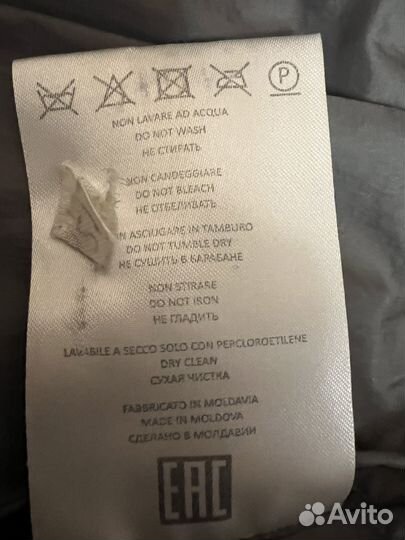 P
NON LAVARE AD ACQUA
DO NOT WASH
НЕ СТИРАТЬ
NON CANDEGGIARE
DO NOT BLEACH
НЕ ОТБЕЛИВАТЬ
ASCIUGARE IN TAMBURO
DO NOT TUMBLE DRY
НЕ СУШИТЬ В БАРАБАНЕ
NON STIRARE
DO NOT IRON
НЕ ГЛАДИТЬ
LAVABILE A SECCO SOLO CON PERCLOROETILENE
DRY CLEAN
СУХАЯ ЧИСТКА
FABBRICATO IN MOLDAVIA
MADE IN MOLDOVA
СДЕЛАНО В МОЛДАВИИ
EAC
Avito